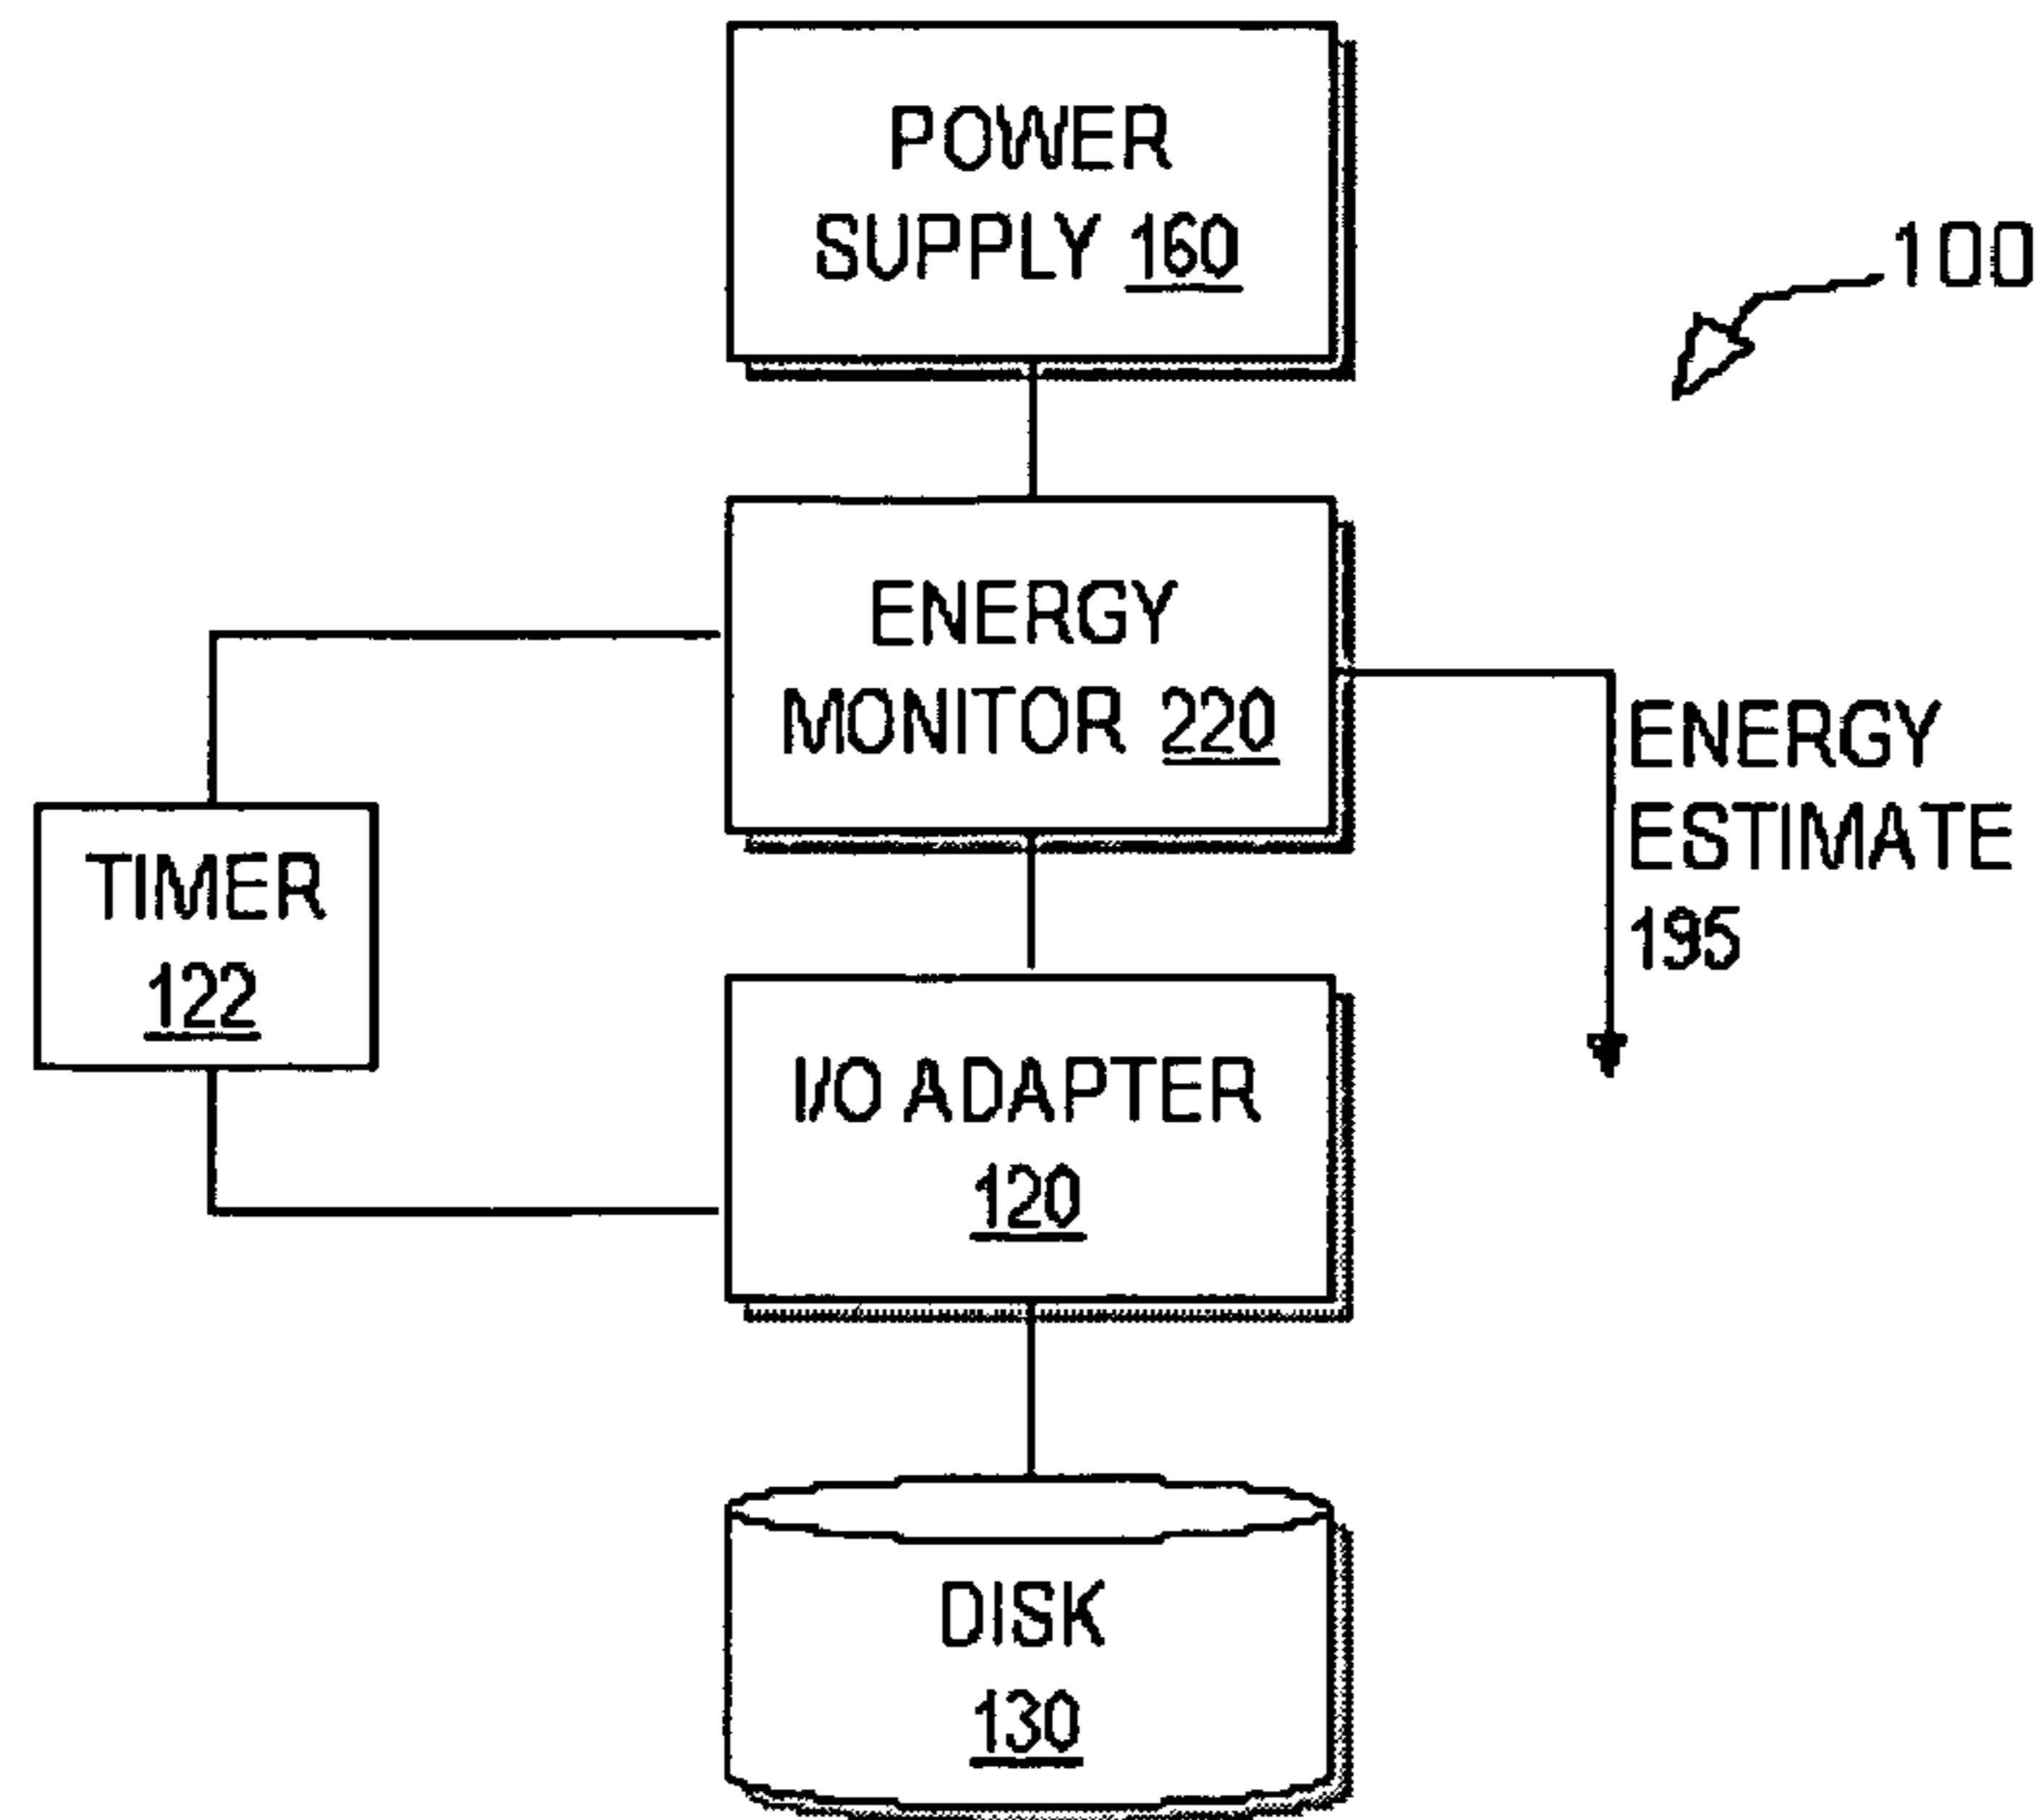 POWER
SUPPLY 160
100
ENERGY
MONITOR 220
ENERGY
ESTIMATE
195
TIMER
122
I/O ADAPTER
120
DISK
130